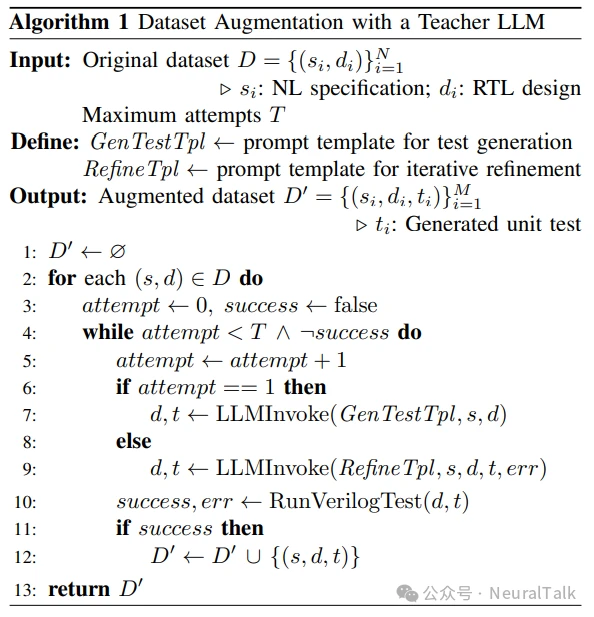 Algorithm 1 Dataset Augmentation with a Teacher LLM
Input: Original dataset D = {(s_i, d_i)}_{i=1}^N
▷ s_i: NL specification; d_i: RTL design
Maximum attempts T
Define: GenTestTpl ← prompt template for test generation
RefineTpl ← prompt template for iterative refinement
Output: Augmented dataset D′ = {(s_i, d_i, t_i)}_{i=1}^M
▷ t_i: Generated unit test
1: D′ ← ∅
2: for each (s, d) ∈ D do
3: attempt ← 0, success ← false
4: while attempt < T ∧ ¬success do
5: attempt ← attempt + 1
6: if attempt == 1 then
7: d, t ← LLMInvoke(GenTestTpl, s, d)
8: else
9: d, t ← LLMInvoke(RefineTpl, s, d, t, err)
10: success, err ← RunVerilogTest(d, t)
11: if success then
12: D′ ← D′ ∪ {(s, d, t)}
13: return D′
公众号 · NeuralTalk